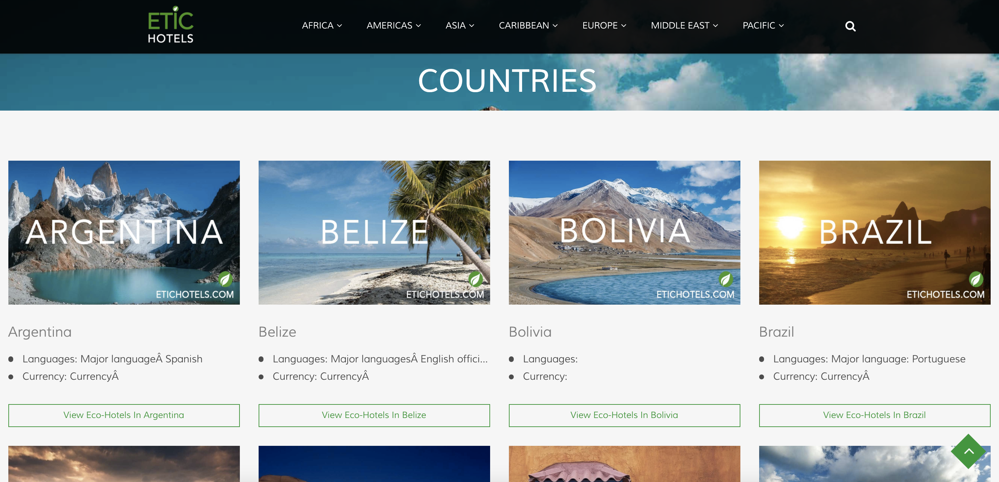 ETIC
HOTELS
AFRICA
AMERICAS
ASIA
CARIBBEAN
EUROPE
MIDDLE EAST
PACIFIC
COUNTRIES
ARGENTINA
ETICHOTELS.COM
BELIZE
ETICHOTELS.COM
BOLIVIA
ETICHOTELS.COM
BRAZIL
ETICHOTELS.COM
Argentina
Languages: Major languageÂ Spanish
Currency: CurrencyÂ
View Eco-Hotels In Argentina
Belize
Languages: Major languagesÂ English offici...
Currency: CurrencyÂ
View Eco-Hotels In Belize
Bolivia
Languages:
Currency:
View Eco-Hotels In Bolivia
Brazil
Languages: Major language: Portuguese
Currency: CurrencyÂ
View Eco-Hotels In Brazil